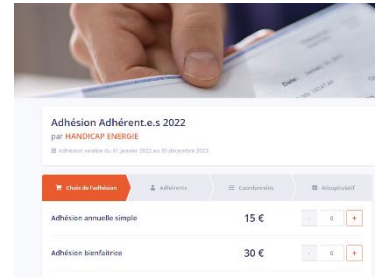 Adhésion Adhérent.e.s 2022
par HANDICAP ENERGIE
Adhésion valable du 01 janvier 2022 au 31 décembre 2022
Choix de l'adhésion
Adhérents
Coordonnées
Récapitulatif
Adhésion annuelle simple
15 €
- 0 +
Adhésion bienfaitrice
30 €
- 0 +